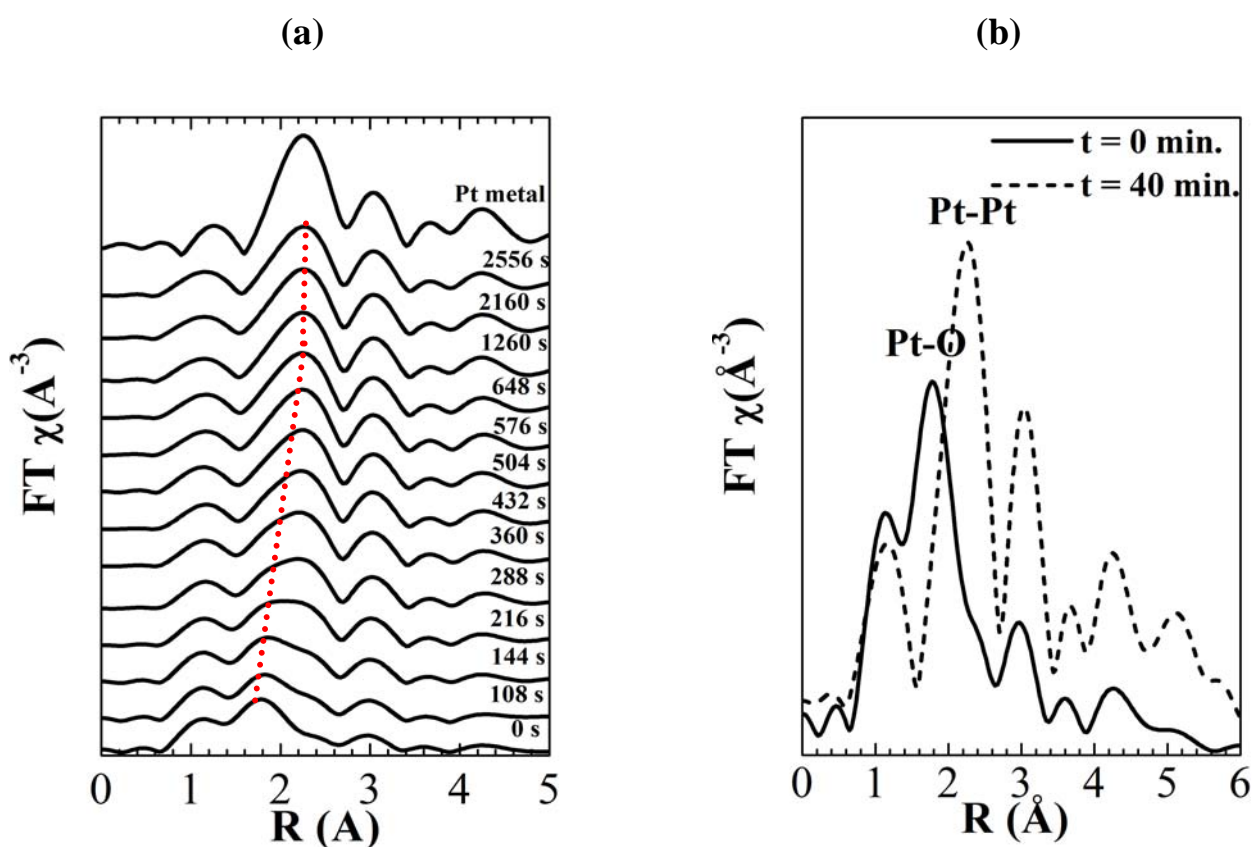 (a)
(b)
FT χ(A⁻³)
Pt metal
2556 s
2160 s
1260 s
648 s
576 s
504 s
432 s
360 s
288 s
216 s
144 s
108 s
0 s
0 1 2 3 4 5
R (A)
FT χ(Å⁻³)
t = 0 min.
t = 40 min.
Pt-Pt
Pt-O
0 1 2 3 4 5 6
R (Å)